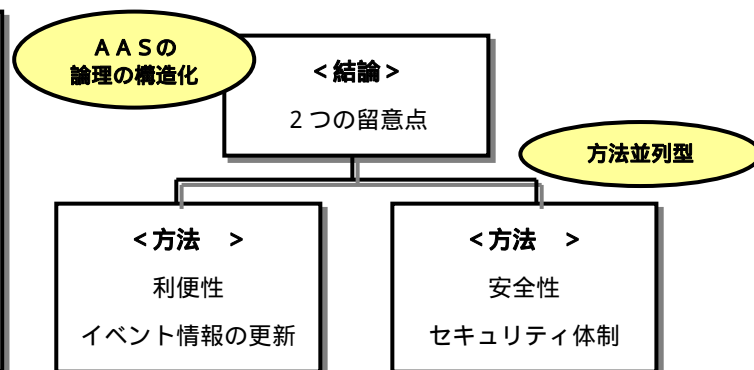 ＡＡＳの
論理の構造化
＜結論＞
２つの留意点
方法並列型
＜方法　＞
利便性
イベント情報の更新
＜方法　＞
安全性
セキュリティ体制